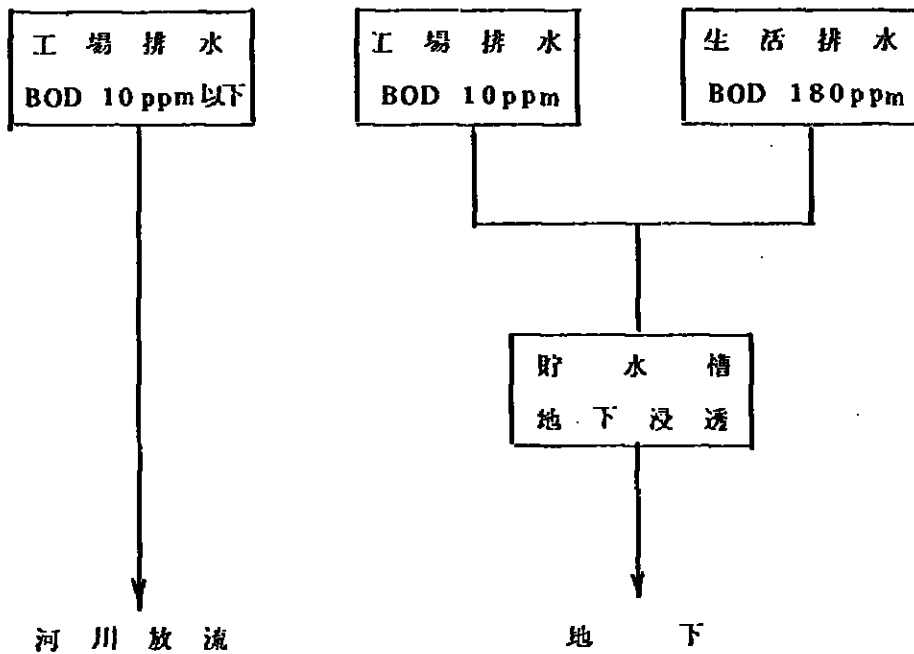 工場排水
BOD 10ppm以下
工場排水
BOD 10ppm
生活排水
BOD 180ppm
貯水槽
地下浸透
河川放流
地下